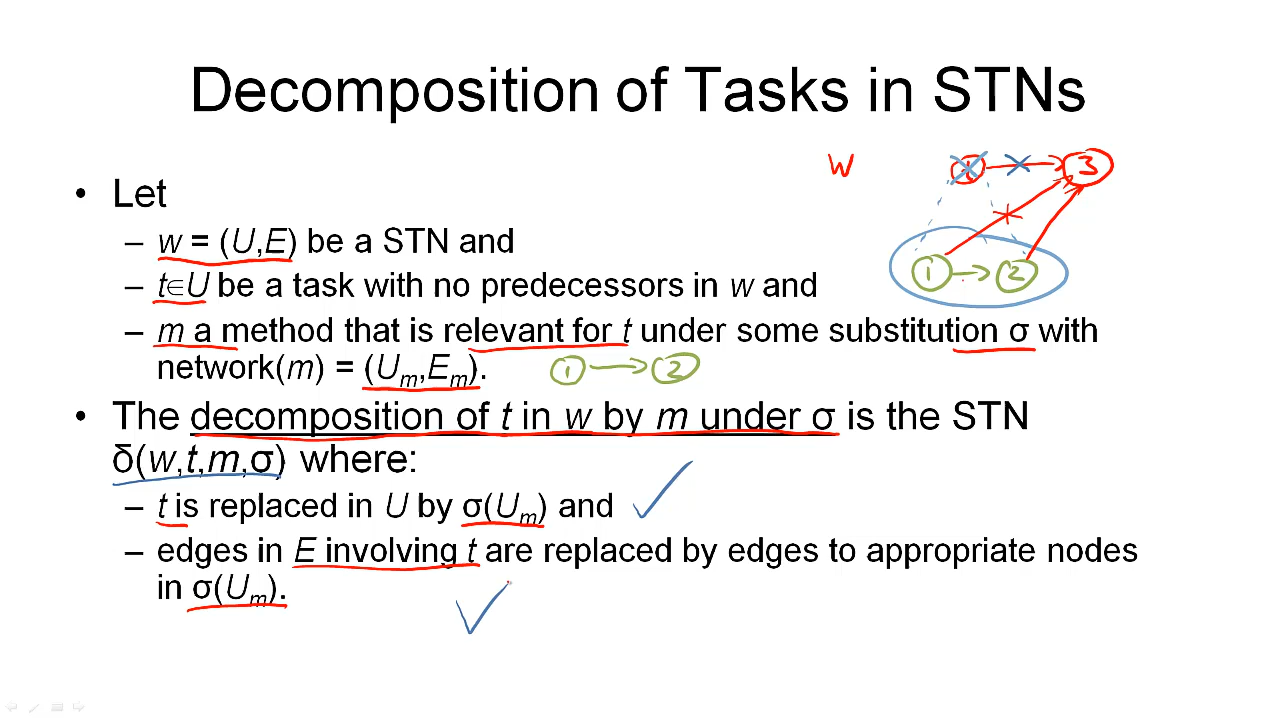 Decomposition of Tasks in STNs
W
3
• Let
– w = (U,E) be a STN and
1 2
– t∈U be a task with no predecessors in w and
– m a method that is relevant for t under some substitution σ with
network(m) = (Um,Em).
1 2
• The decomposition of t in w by m under σ is the STN
δ(w,t,m,σ) where:
– t is replaced in U by σ(Um) and
– edges in E involving t are replaced by edges to appropriate nodes
in σ(Um).